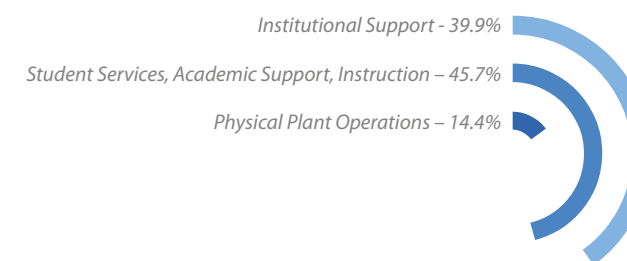 Institutional Support - 39.9%
Student Services, Academic Support, Instruction – 45.7%
Physical Plant Operations – 14.4%